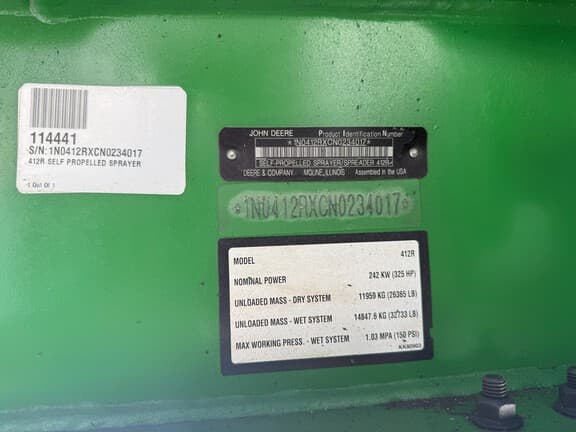 114441
S/N:1N0412RXCN0234017
412R SELF PROPELLED SPRAYER
1 Out Of 1
JOHN DEERE Product Identification Number
*1N0412RXCN0234017*
SELF-PROPELLED SPRAYER/SPREADER 412R
DEERE & COMPANY MOLINE, ILLINOIS Assembled in the USA
*1N0412RXCN0234017*
MODEL 412R
NOMINAL POWER 242 KW (325 HP)
UNLOADED MASS - DRY SYSTEM 11959 KG (26365 LB)
UNLOADED MASS - WET SYSTEM 14847.6 KG (32733 LB)
MAX WORKING PRESS. - WET SYSTEM 1.03 MPA (150 PSI)